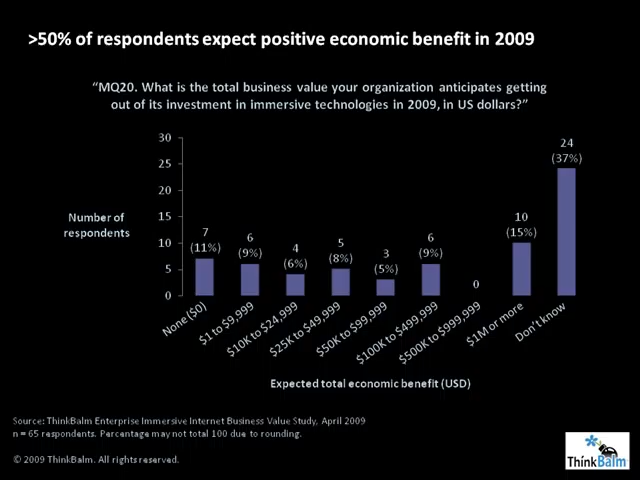 >50% of respondents expect positive economic benefit in 2009
“MQ20. What is the total business value your organization anticipates getting
out of its investment in immersive technologies in 2009, in US dollars?”
Number of
respondents
30
25
20
15
10
5
0
7
(11%)
6
(9%)
4
(6%)
5
(8%)
3
(5%)
6
(9%)
0
10
(15%)
24
(37%)
None ($0)
$1 to $9,999
$10K to $24,999
$25K to $49,999
$50K to $99,999
$100K to $499,999
$500K to $999,999
$1M or more
Don't know
Expected total economic benefit (USD)
Source: ThinkBalm Enterprise Immersive Internet Business Value Study, April 2009
n = 65 respondents. Percentage may not total 100 due to rounding.
© 2009 ThinkBalm. All rights reserved.
ThinkBalm